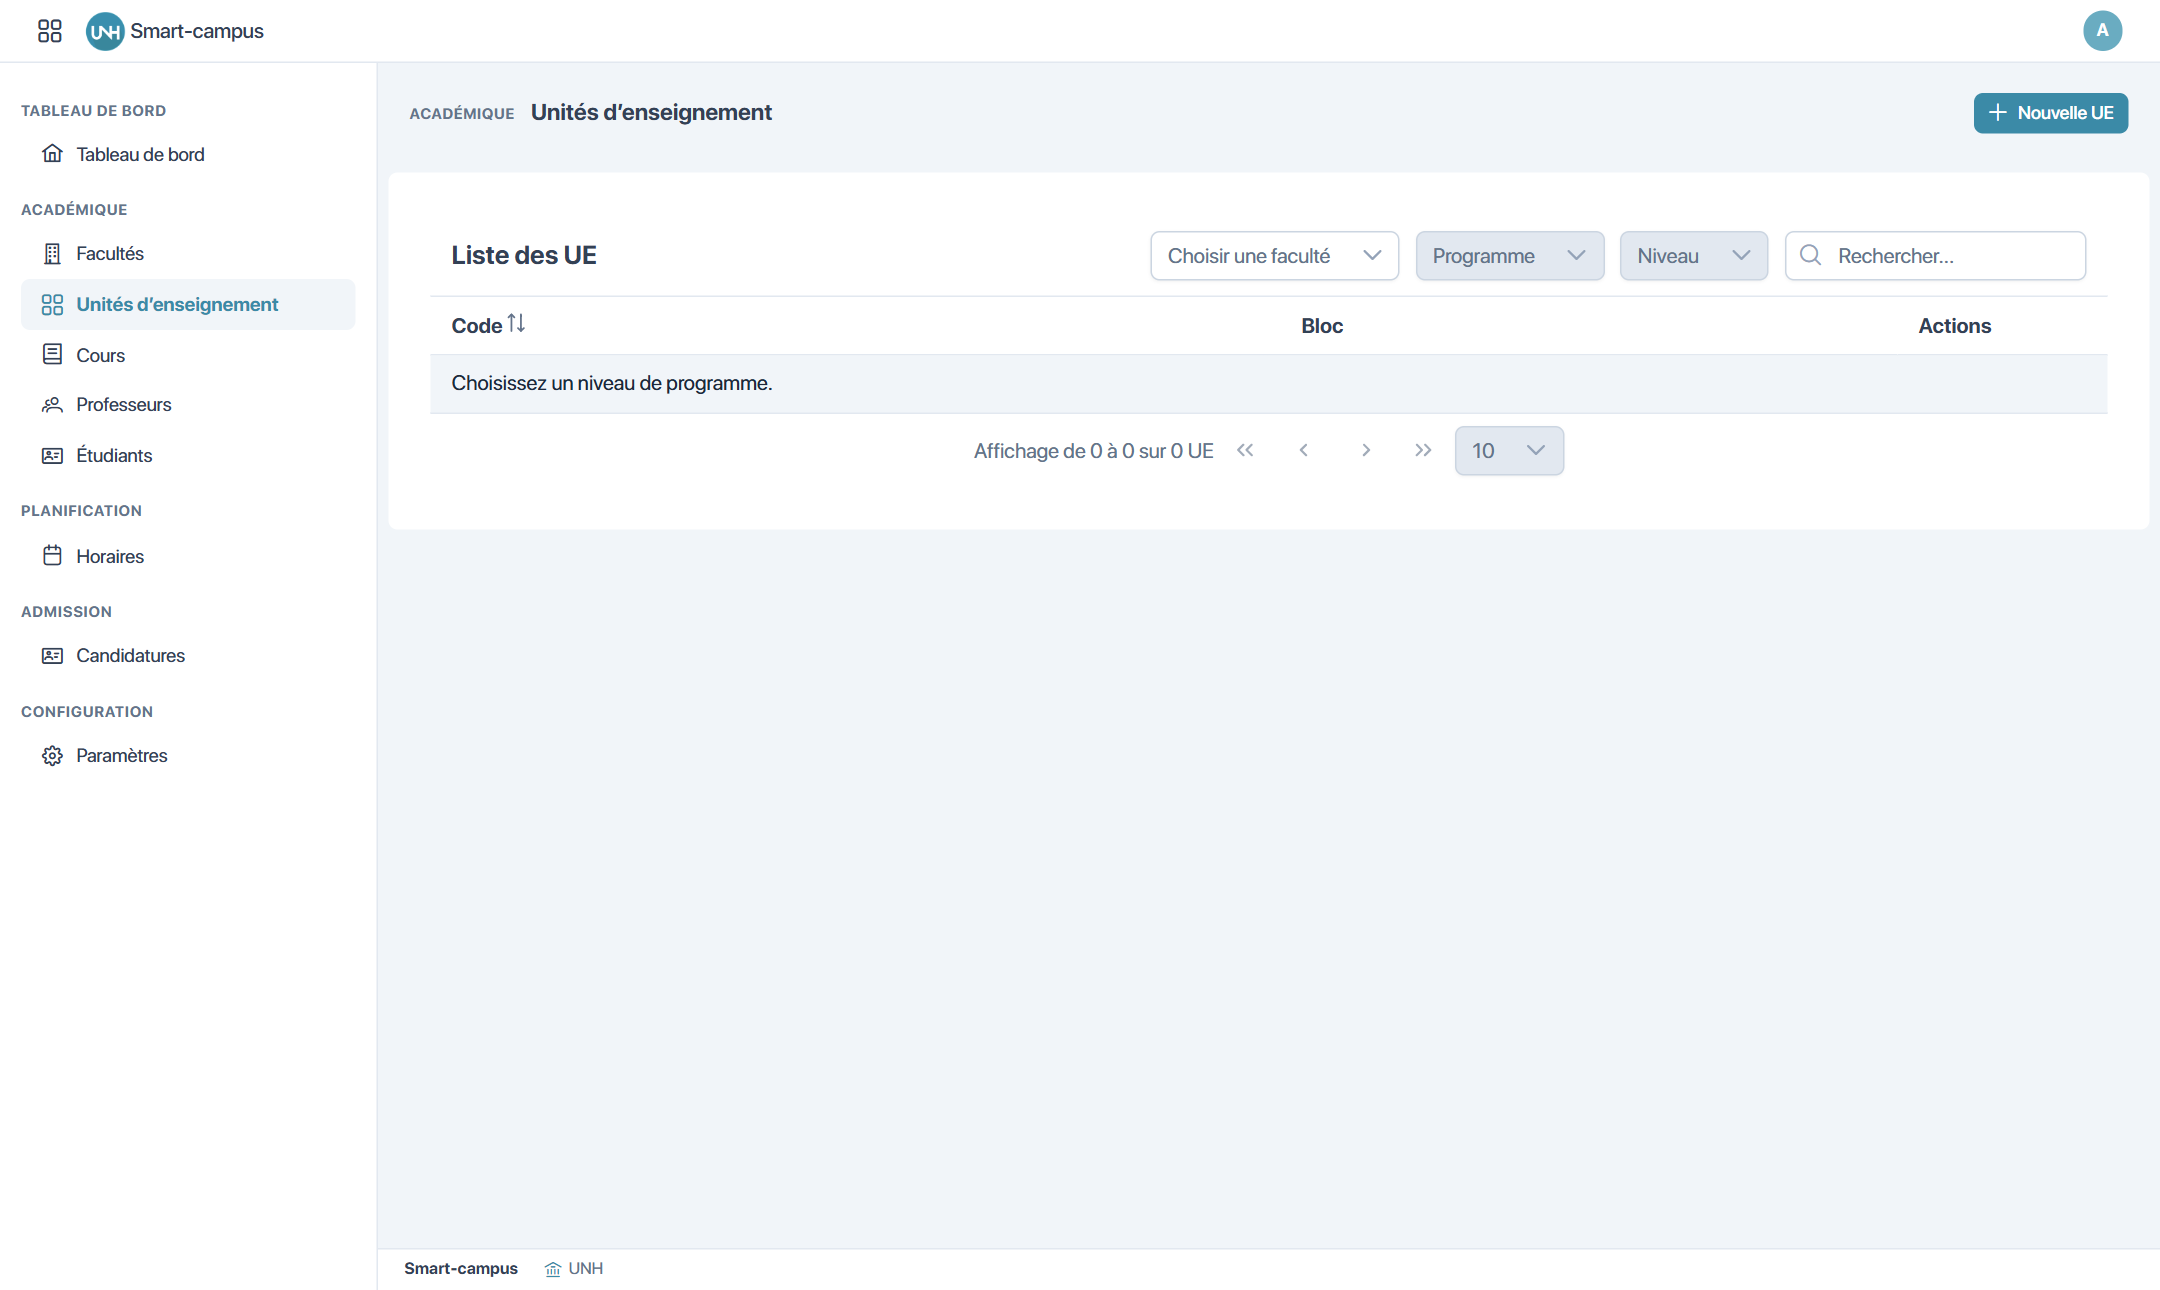 UNH Smart-campus
A
TABLEAU DE BORD
Tableau de bord
ACADÉMIQUE
Facultés
Unités d’enseignement
Cours
Professeurs
Étudiants
PLANIFICATION
Horaires
ADMISSION
Candidatures
CONFIGURATION
Paramètres
ACADÉMIQUE Unités d’enseignement
Nouvelle UE
Liste des UE
Choisir une faculté
Programme
Niveau
Rechercher...
Code Bloc Actions
Choisissez un niveau de programme.
Affichage de 0 à 0 sur 0 UE
10
Smart-campus UNH